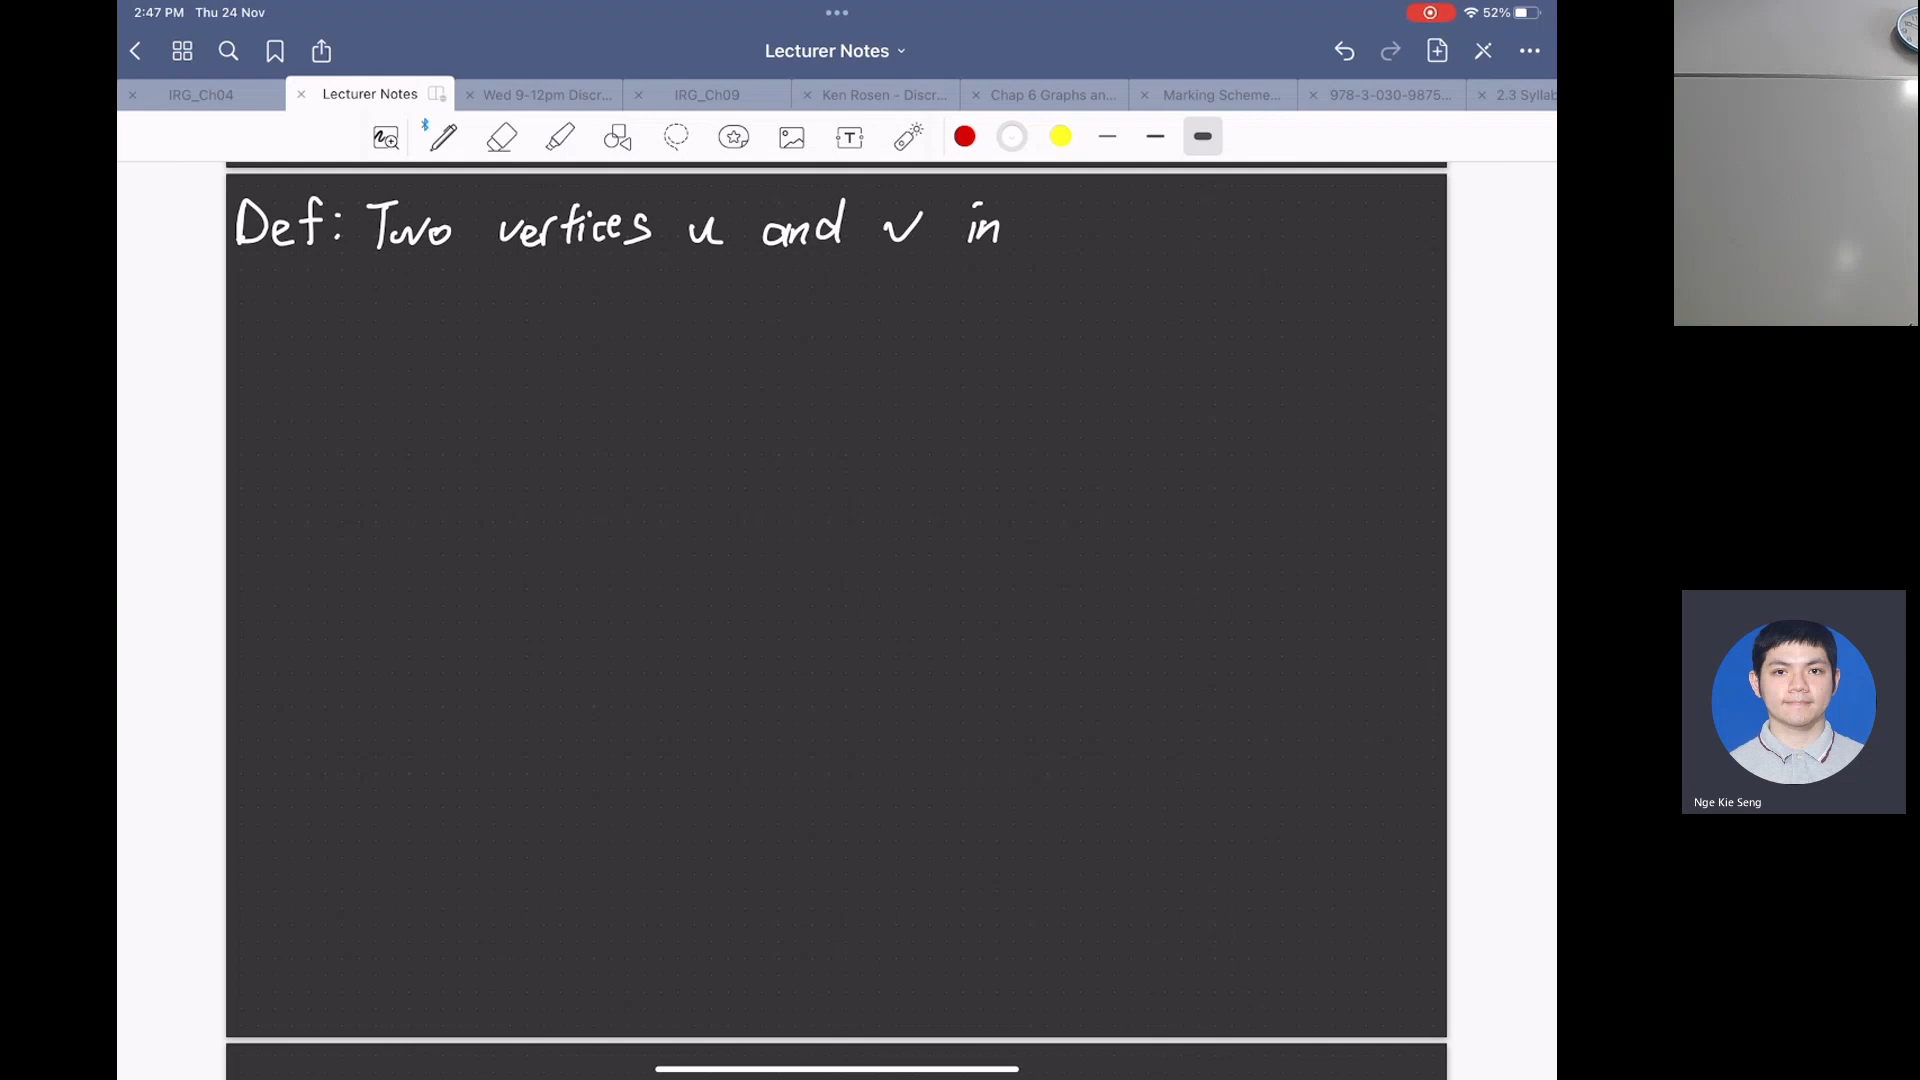 2:47 PM Thu 24 Nov
52%
Lecturer Notes
IRG_Ch04
Lecturer Notes
Wed 9-12pm Discr...
IRG_Ch09
Ken Rosen - Discr...
Chap 6 Graphs an...
Marking Scheme...
978-3-030-9875...
2.3 Syllab
T
Def: Two vertices u and v in
Nge Kie Seng